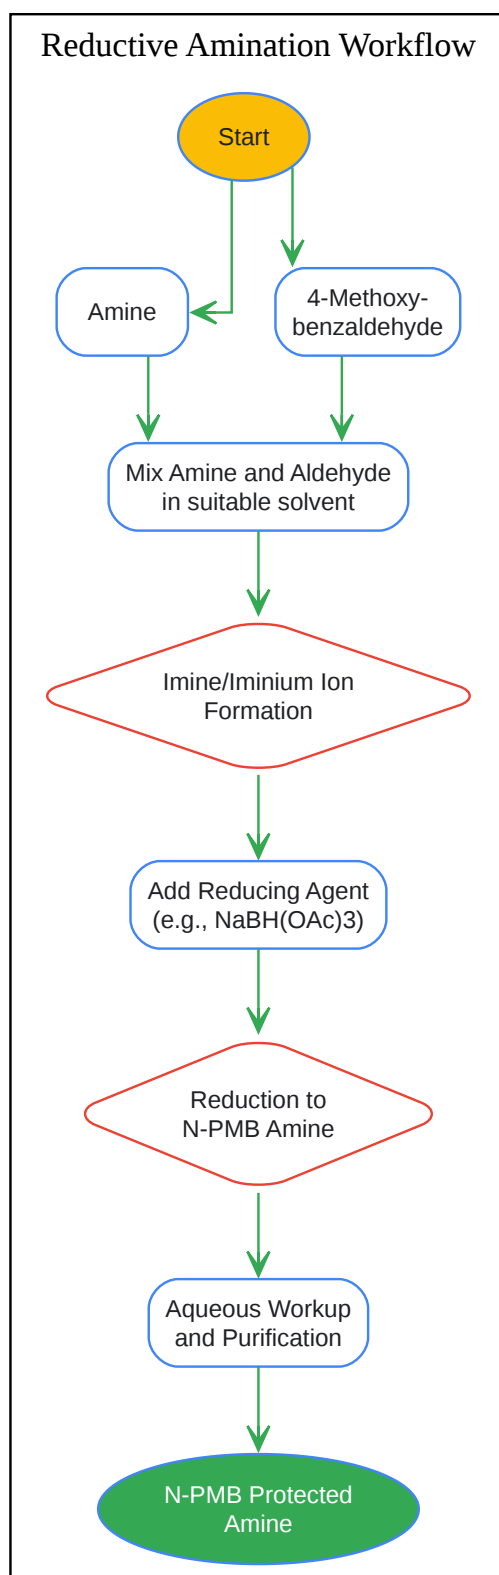 Reductive Amination Workflow
Start
Amine
4-Methoxy-
benzaldehyde
Mix Amine and Aldehyde
in suitable solvent
Imine/Iminium Ion
Formation
Add Reducing Agent
(e.g., NaBH(OAc)3)
Reduction to
N-PMB Amine
Aqueous Workup
and Purification
N-PMB Protected
Amine